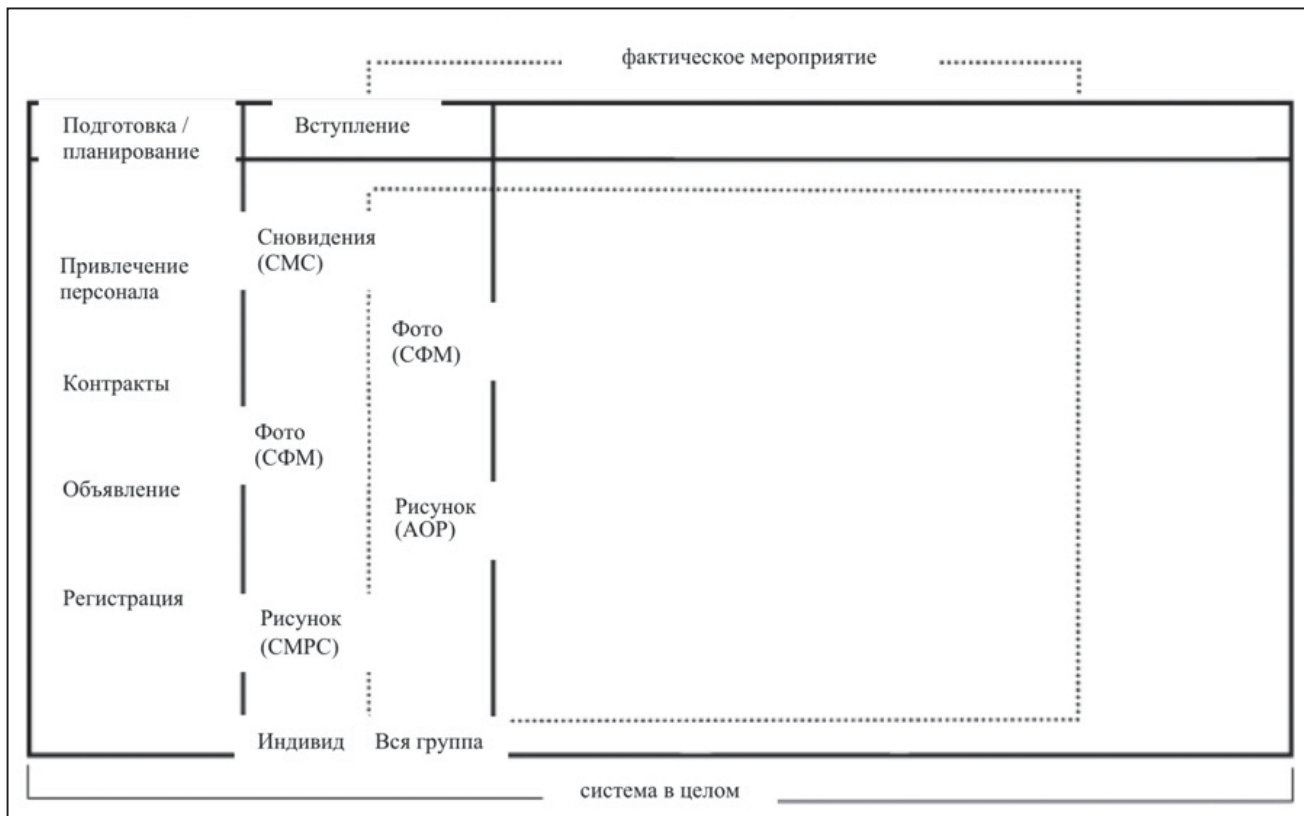 фактическое мероприятие
Подготовка /
планирование
Вступление
Привлечение
персонала
Контракты
Объявление
Регистрация
Сновидения
(СМС)
Фото
(СФМ)
Рисунок
(СМРС)
Индивид
Фото
(СФМ)
Рисунок
(АОР)
Вся группа
система в целом